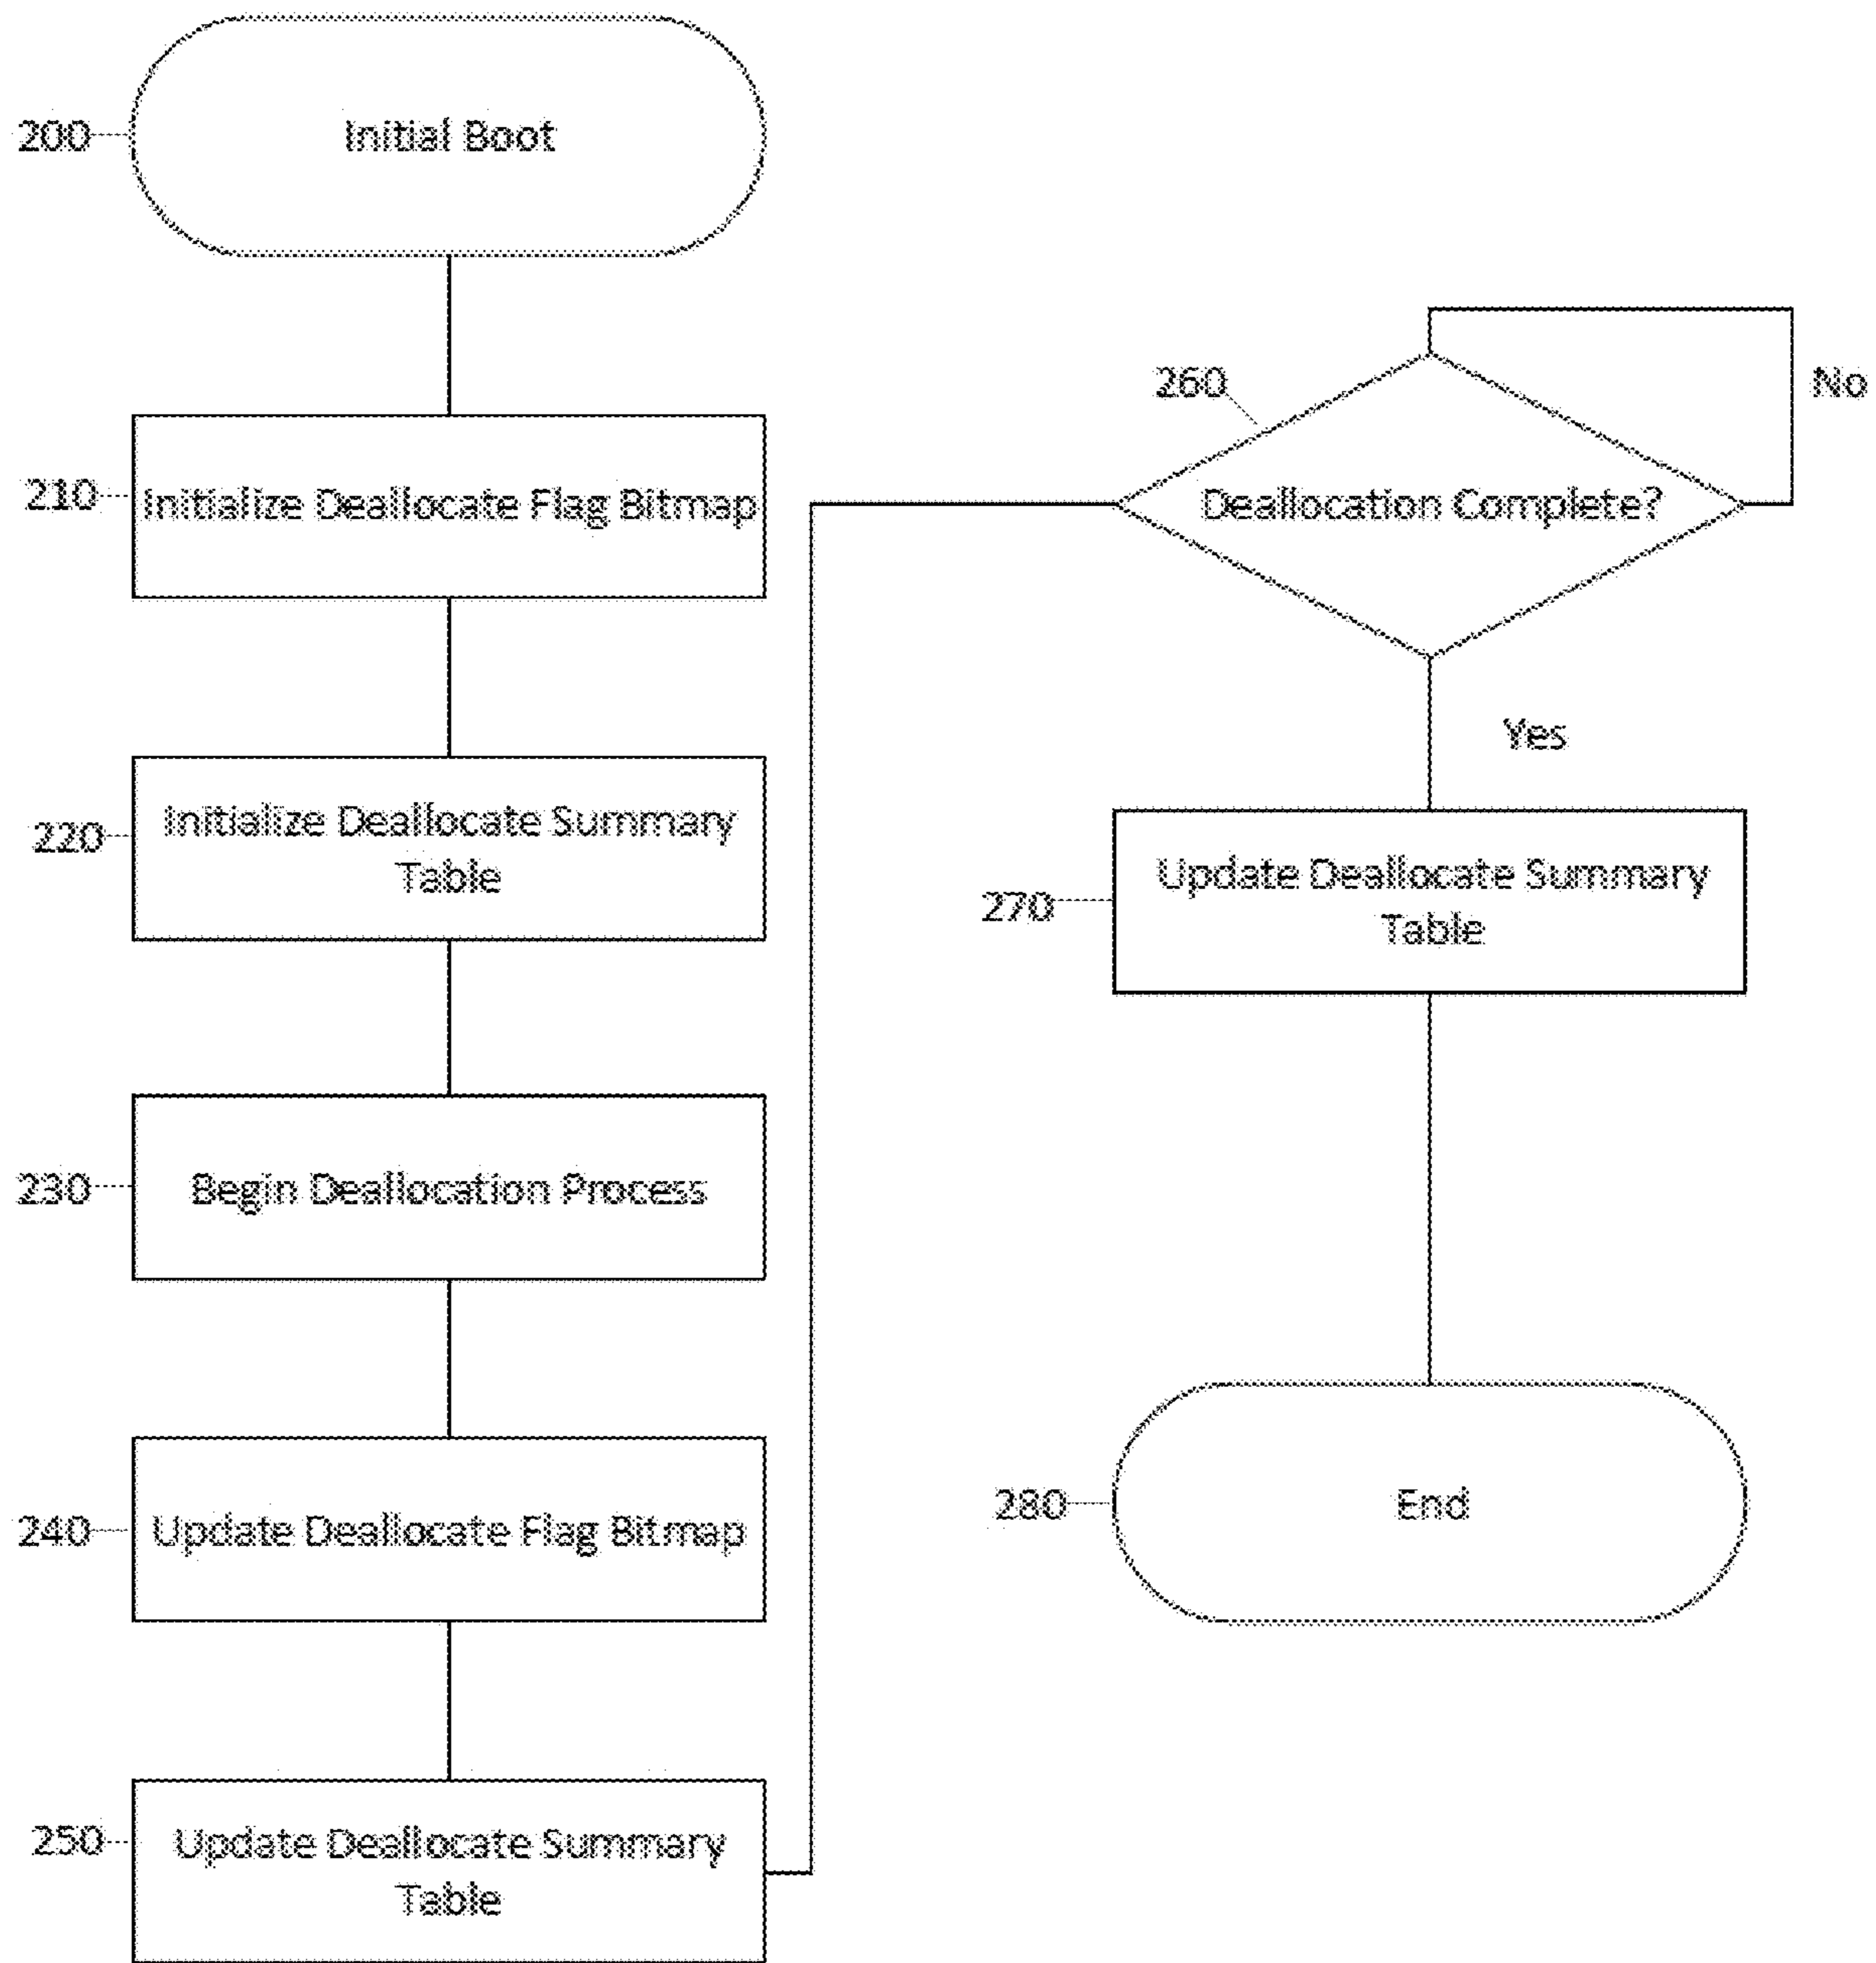 200
Initial Boot
210
Initialize Deallocate Flag Bitmap
220
Initialize Deallocate Summary
Table
230
Begin Deallocation Process
240
Update Deallocate Flag Bitmap
250
Update Deallocate Summary
Table
260
Deallocation Complete?
No
Yes
270
Update Deallocate Summary
Table
280
End